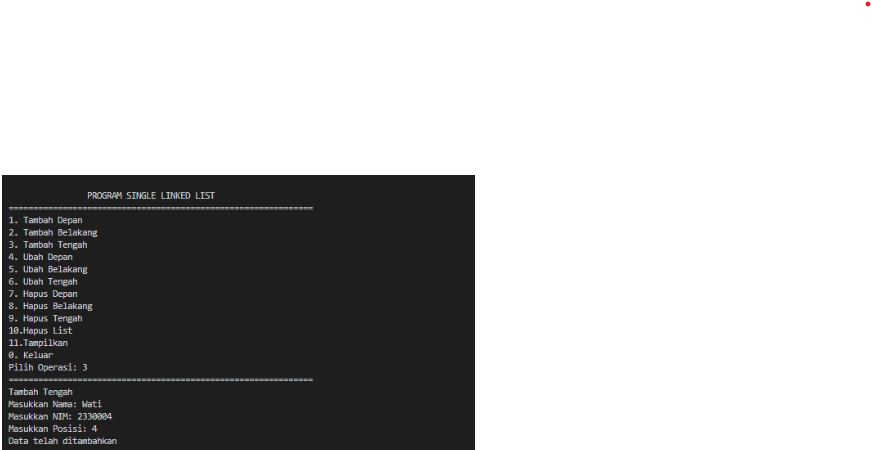 PROGRAM SINGLE LINKED LIST
==============================================================
1. Tambah Depan
2. Tambah Belakang
3. Tambah Tengah
4. Ubah Depan
5. Ubah Belakang
6. Ubah Tengah
7. Hapus Depan
8. Hapus Belakang
9. Hapus Tengah
10.Hapus List
11.Tampilkan
0. Keluar
Pilih Operasi: 3
==============================================================
Tambah Tengah
Masukkan Nama: Wati
Masukkan NIM: 2330004
Masukkan Posisi: 4
Data telah ditambahkan